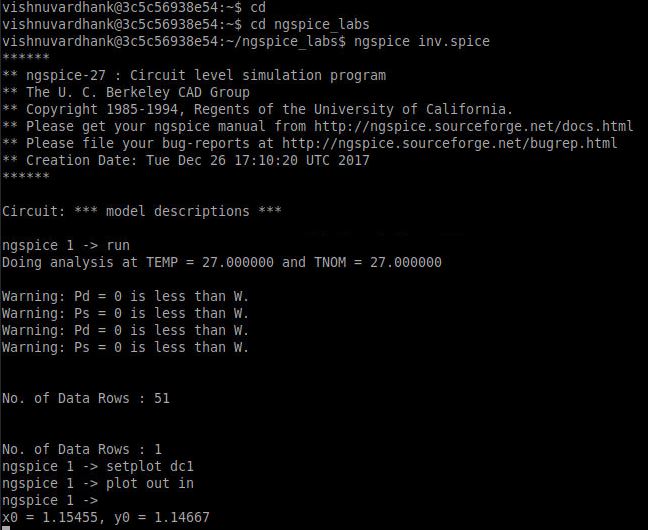 vishnuvardhank@3c5c56938e54:~$ cd
vishnuvardhank@3c5c56938e54:~$ cd ngspice_labs
vishnuvardhank@3c5c56938e54:~/ngspice_labs$ ngspice inv.spice
******
** ngspice-27 : Circuit level simulation program
** The U. C. Berkeley CAD Group
** Copyright 1985-1994, Regents of the University of California.
** Please get your ngspice manual from http://ngspice.sourceforge.net/docs.html
** Please file your bug-reports at http://ngspice.sourceforge.net/bugrep.html
** Creation Date: Tue Dec 26 17:10:20 UTC 2017
******
Circuit: *** model descriptions ***
ngspice 1 -> run
Doing analysis at TEMP = 27.000000 and TNOM = 27.000000
Warning: Pd = 0 is less than W.
Warning: Ps = 0 is less than W.
Warning: Pd = 0 is less than W.
Warning: Ps = 0 is less than W.
No. of Data Rows : 51
No. of Data Rows : 1
ngspice 1 -> setplot dc1
ngspice 1 -> plot out in
ngspice 1 ->
x0 = 1.15455, y0 = 1.14667